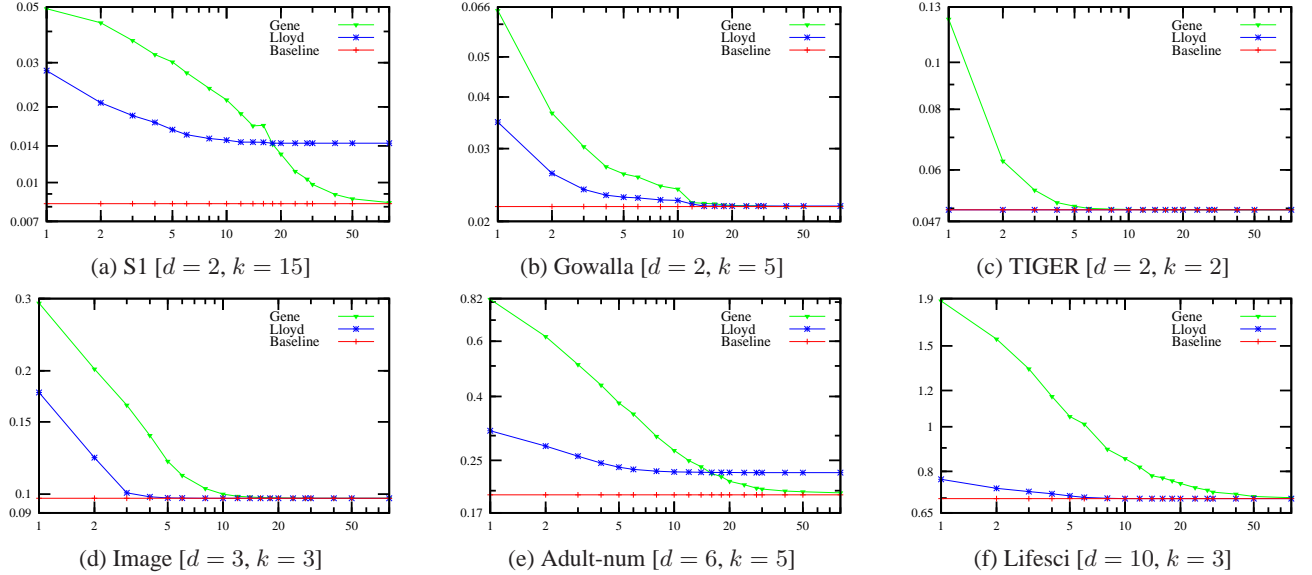 0.05
0.03
0.02
0.014
0.01
0.007
1 2 5 10 20 50
Gene
Lloyd
Baseline
(a) S1 [d = 2, k = 15]
0.066
0.05
0.04
0.03
0.02
1 2 5 10 20 50
Gene
Lloyd
Baseline
(b) Gowalla [d = 2, k = 5]
0.13
0.1
0.08
0.06
0.047
1 2 5 10 20 50
Gene
Lloyd
Baseline
(c) TIGER [d = 2, k = 2]
0.3
0.2
0.15
0.1
0.09
1 2 5 10 20 50
Gene
Lloyd
Baseline
(d) Image [d = 3, k = 3]
0.82
0.6
0.4
0.25
0.17
1 2 5 10 20 50
Gene
Lloyd
Baseline
(e) Adult-num [d = 6, k = 5]
1.9
1.5
1.2
1
0.8
0.65
1 2 5 10 20 50
Gene
Lloyd
Baseline
(f) Lifesci [d = 10, k = 3]